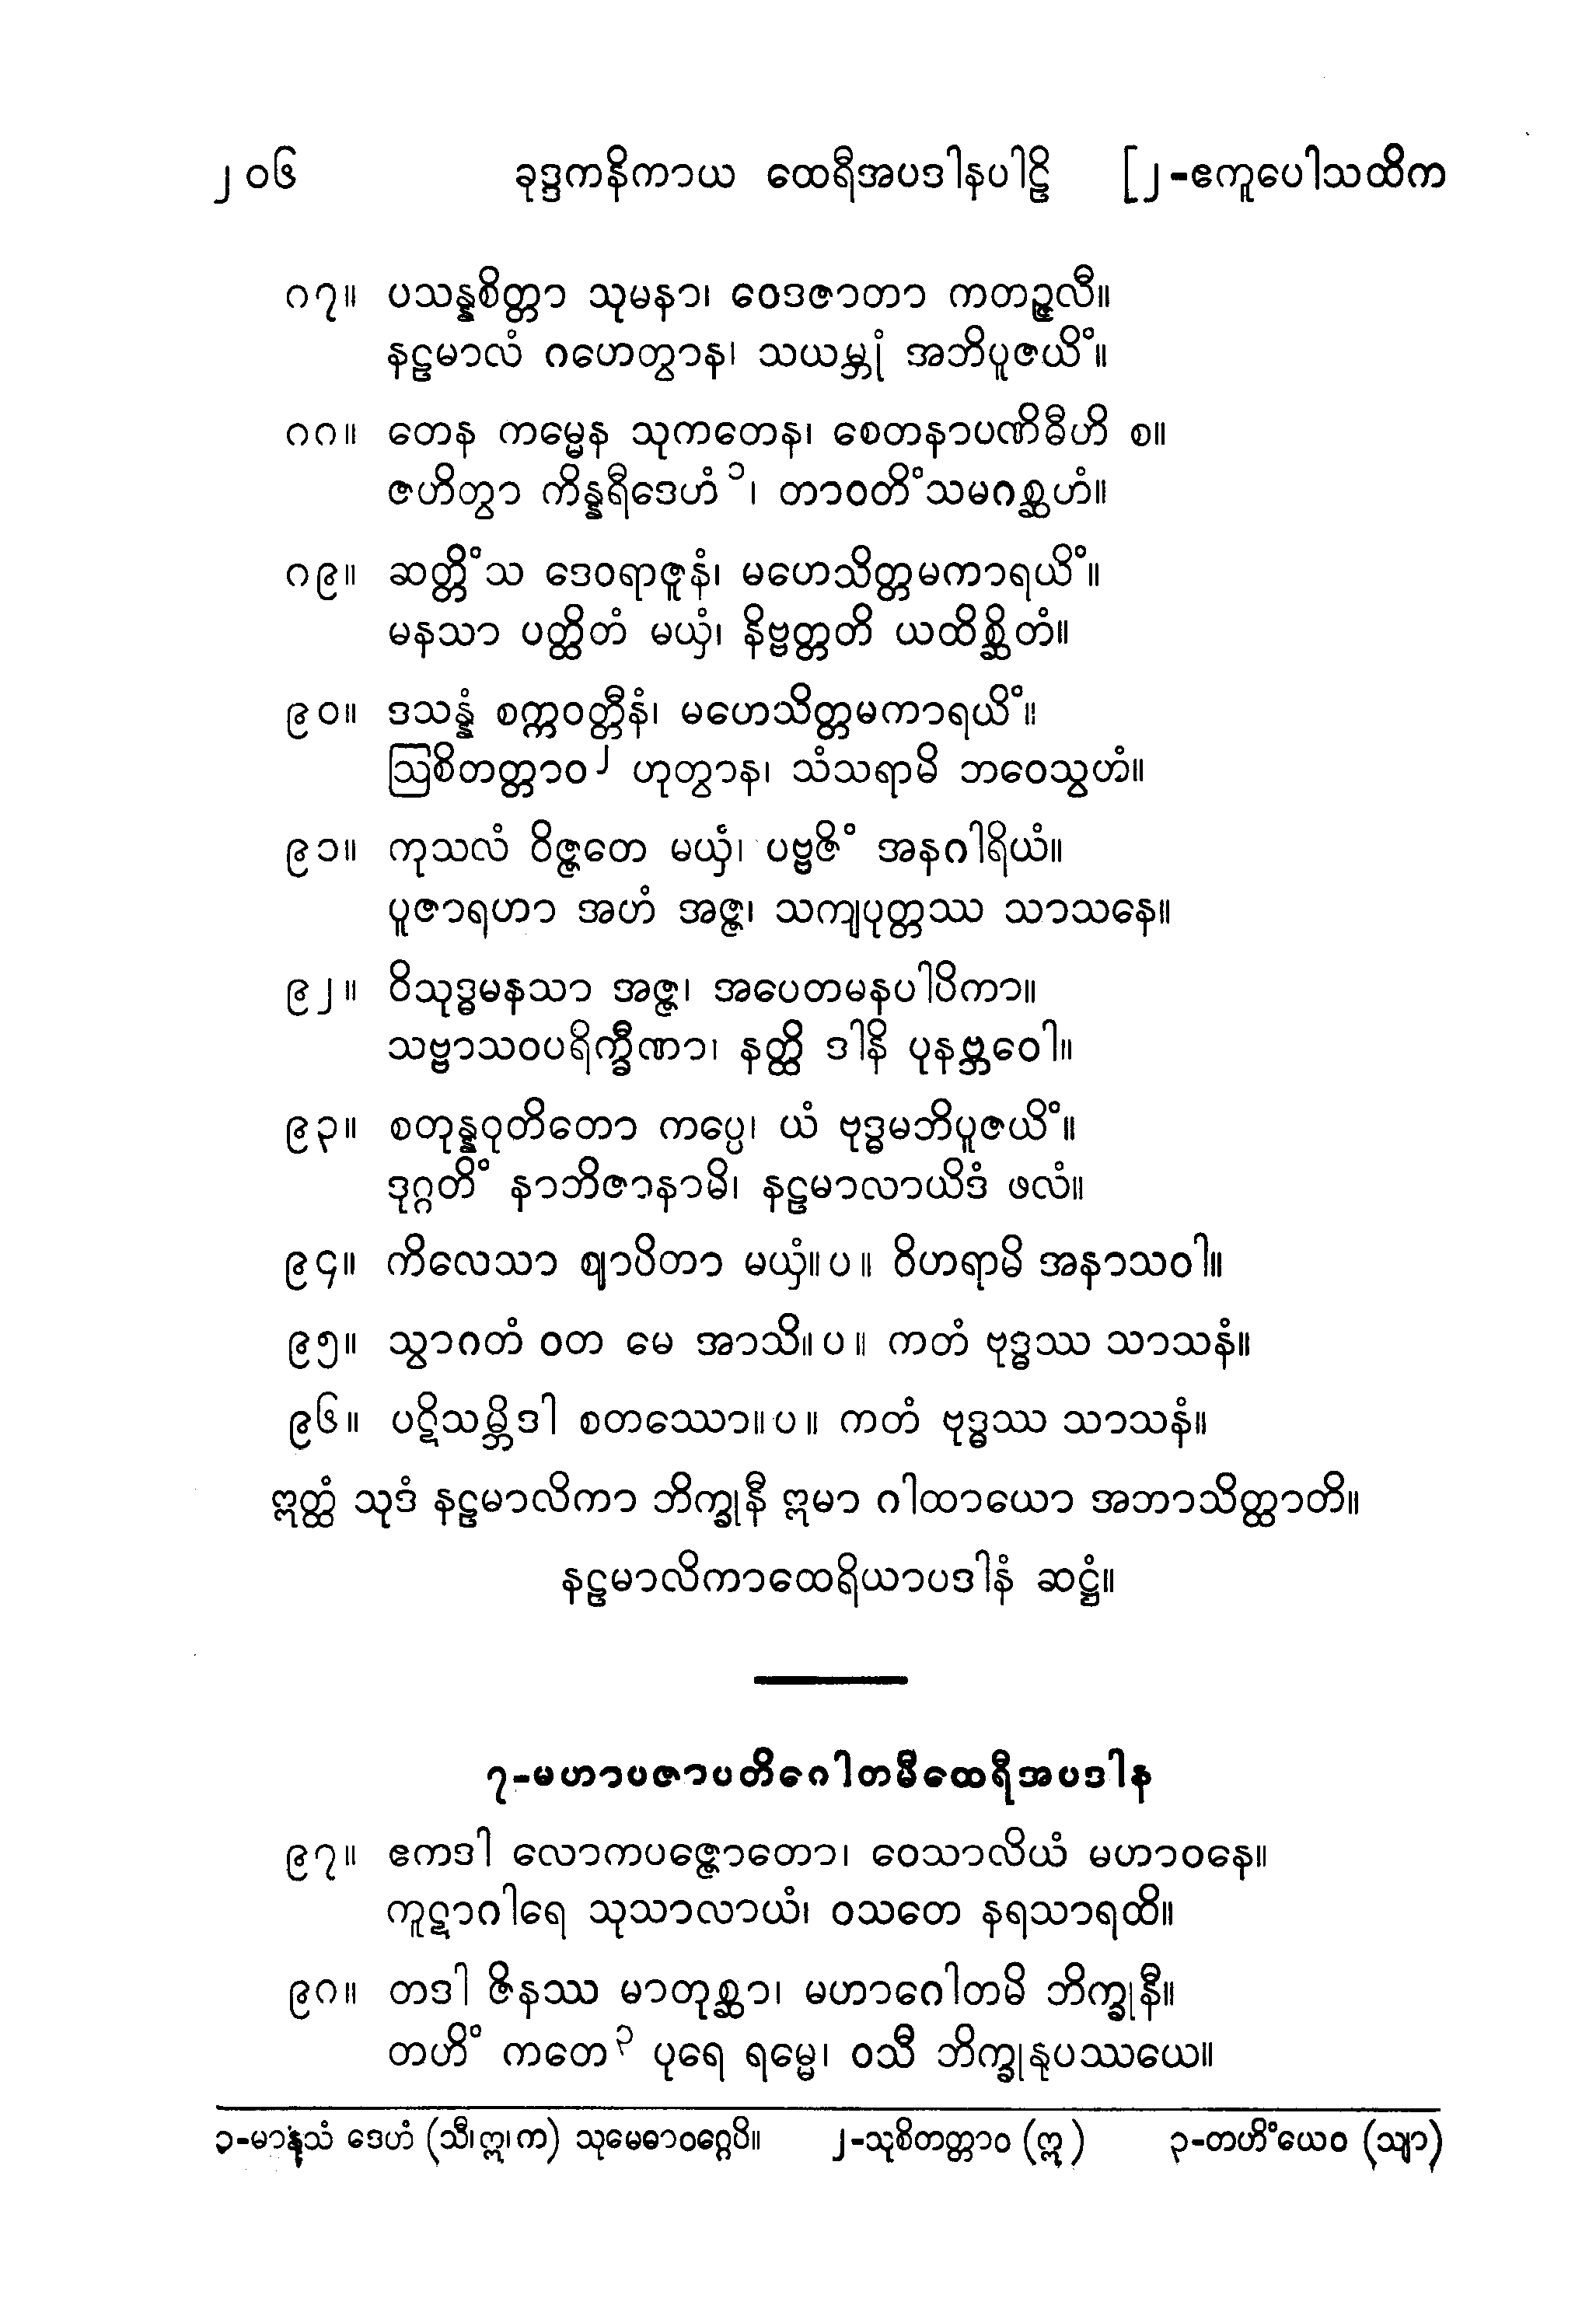 ၂၀၆ ခုဒ္ဒကနိကာယ ထေရီအပဒါနပါဠိ [၂-ဧကူပေါသထိက
၈၇။ ပသန္နစိတ္တာ သုမနာ၊ ဝေဒဇာတာ ကတဉ္ဇလီ။
နဠမာလံ ဂဟေတွာန၊ သယမ္ဘုံ အဘိပူဇယိံ။
၈၈။ တေန ကမ္မေန သုကတေန၊ စေတနာပဏိဓီဟိ စ။
ဇဟိတွာ ကိန္နရီဒေဟံ၁၊ တာဝတိံသမဂစ္ဆဟံ။
၈၉။ ဆတ္တိံသ ဒေဝရာဇူနံ၊ မဟေသိတ္တမကာရယိံ။
မနသာ ပတ္ထိတံ မယှံ၊ နိဗ္ဗတ္တတိ ယထိစ္ဆိတံ။
၉၀။ ဒသန္နံ စက္ကဝတ္တီနံ၊ မဟေသိတ္တမကာရယိံ။
ဩစိတတ္တာဝ၂ ဟုတွာန၊ သံသရာမိ ဘဝေသွဟံ။
၉၁။ ကုသလံ ဝိဇ္ဇတေ မယှံ၊ ပဗ္ဗဇိံ အနဂါရိယံ။
ပူဇာရဟာ အဟံ အဇ္ဇ၊ သကျပုတ္တဿ သာသနေ။
၉၂။ ဝိသုဒ္ဓမနသာ အဇ္ဇ၊ အပေတမနပါပိကာ။
သဗ္ဗာသဝပရိက္ခီဏာ၊ နတ္ထိ ဒါနိ ပုနဗ္ဘဝေါ။
၉၃။ စတုန္နဝုတိတော ကပ္ပေ၊ ယံ ဗုဒ္ဓမဘိပူဇယိံ။
ဒုဂ္ဂတိံ နာဘိဇာနာမိ၊ နဠမာလာယိဒံ ဖလံ။
၉၄။ ကိလေသာ ဈာပိတာ မယှံ။ပ။ ဝိဟရာမိ အနာသဝါ။
၉၅။ သွာဂတံ ဝတ မေ အာသိ။ပ။ ကတံ ဗုဒ္ဓဿ သာသနံ။
၉၆။ ပဋိသမ္ဘိဒါ စတဿော။ပ။ ကတံ ဗုဒ္ဓဿ သာသနံ။
ဣတ္ထံ သုဒံ နဠမာလိကာ ဘိက္ခုနီ ဣမာ ဂါထာယော အဘာသိတ္ထာတိ။
နဠမာလိကာထေရိယာပဒါနံ ဆဋ္ဌံ။
၇-မဟာပဇာပတိဂေါတမီထေရီအပဒါန
၉၇။ ဧကဒါ လောကပဇ္ဇောတော၊ ဝေသာလိယံ မဟာဝနေ။
ကူဋာဂါရေ သုသာလာယံ၊ ဝသတေ နရသာရထိ။
၉၈။ တဒါ ဇိနဿ မာတုစ္ဆာ၊ မဟာဂေါတမိ ဘိက္ခုနီ။
တဟိံ ကတေ၃ ပုရေ ရမ္မေ၊ ဝသီ ဘိက္ခုနုပဿယေ။
၁-မာနုသံ ဒေဟံ (သီ၊ဣ၊က) သုမေဓာဝဂ္ဂေပိ။ ၂-သုစိတတ္တာဝ (ဣ) ၃-တဟိံယေဝ (သျာ)